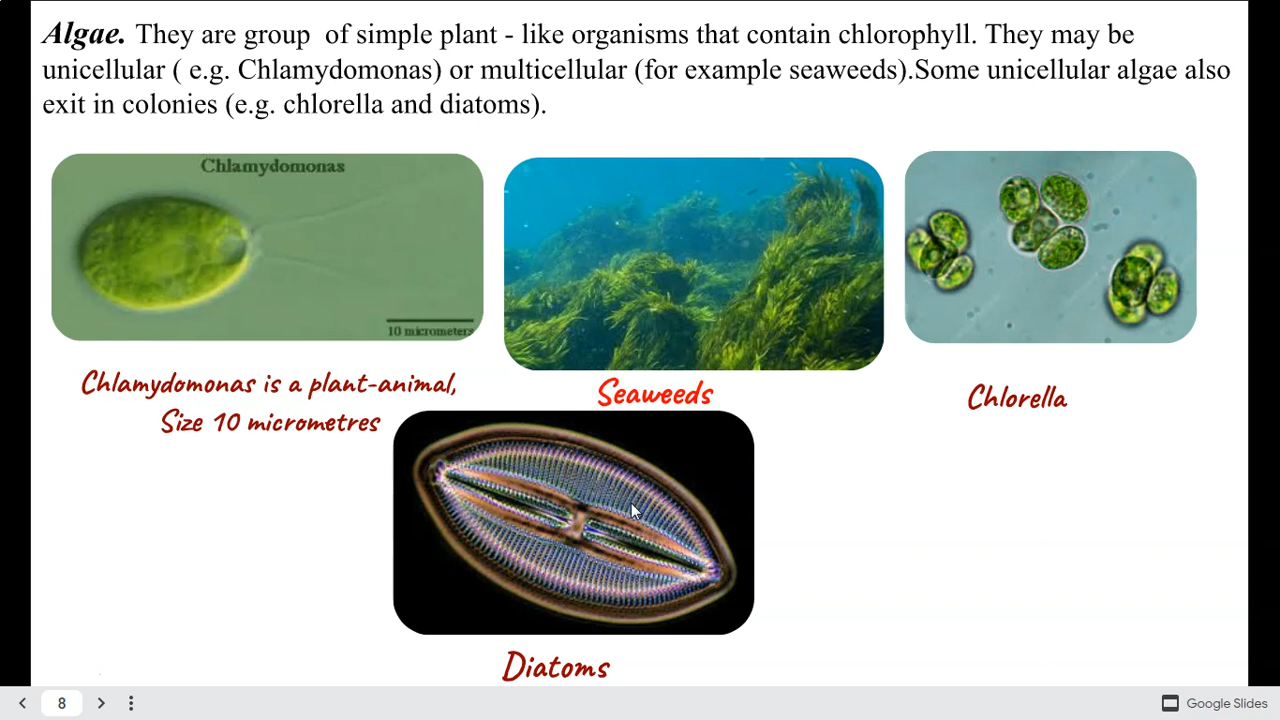 Algae. They are group of simple plant - like organisms that contain chlorophyll. They may be
unicellular ( e.g. Chlamydomonas) or multicellular (for example seaweeds).Some unicellular algae also
exit in colonies (e.g. chlorella and diatoms).
Chlamydomonas
10 micrometers
Chlamydomonas is a plant-animal,
Size 10 micrometres
Seaweeds
Chlorella
Diatoms
8
Google Slides